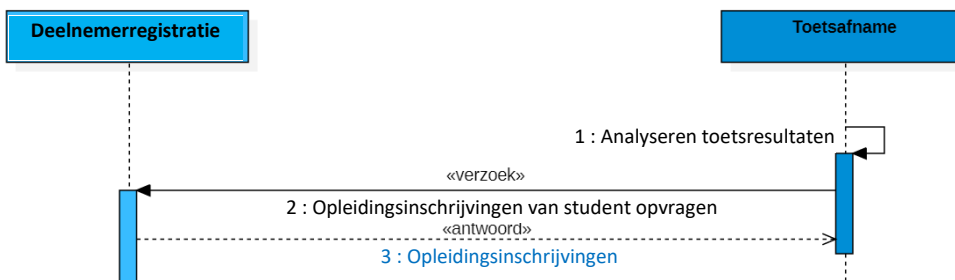 Deelnemerregistratie
Toetsafname
1 : Analyseren toetsresultaten
«verzoek»
2 : Opleidingsinschrijvingen van student opvragen
«antwoord»
3 : Opleidingsinschrijvingen